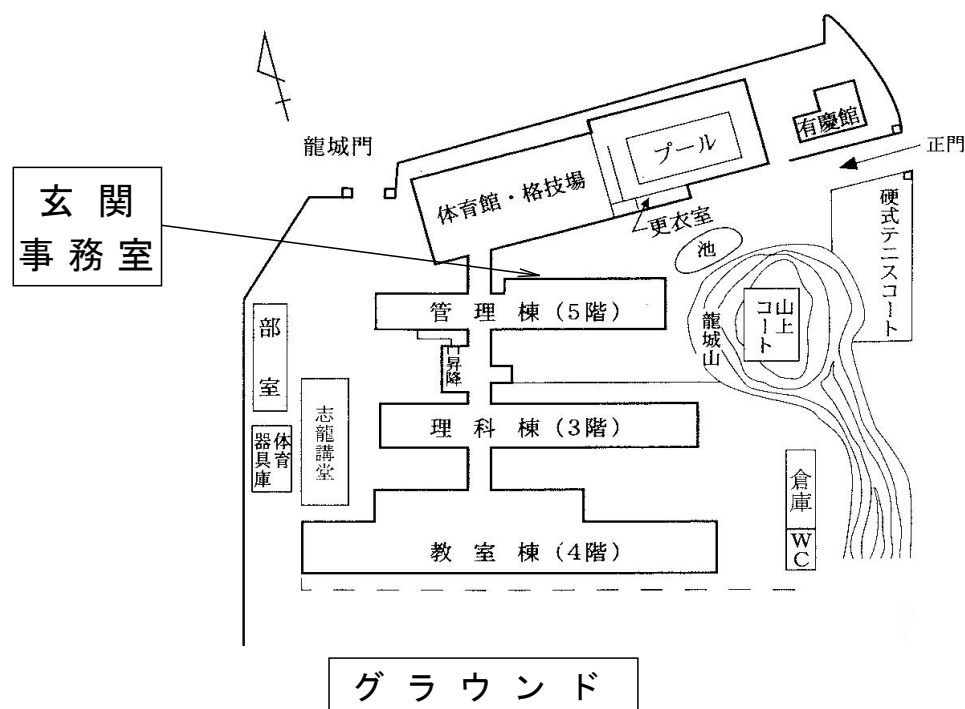 龍城門
玄関
事務室
体育館・格技場
プール
有慶館
正門
更衣室
池
硬式テニスコート
管理棟(5階)
山上
コート
龍城山
部室
昇降
志龍講堂
体育
器具庫
理科棟(3階)
倉庫
WC
教室棟(4階)
グラウンド